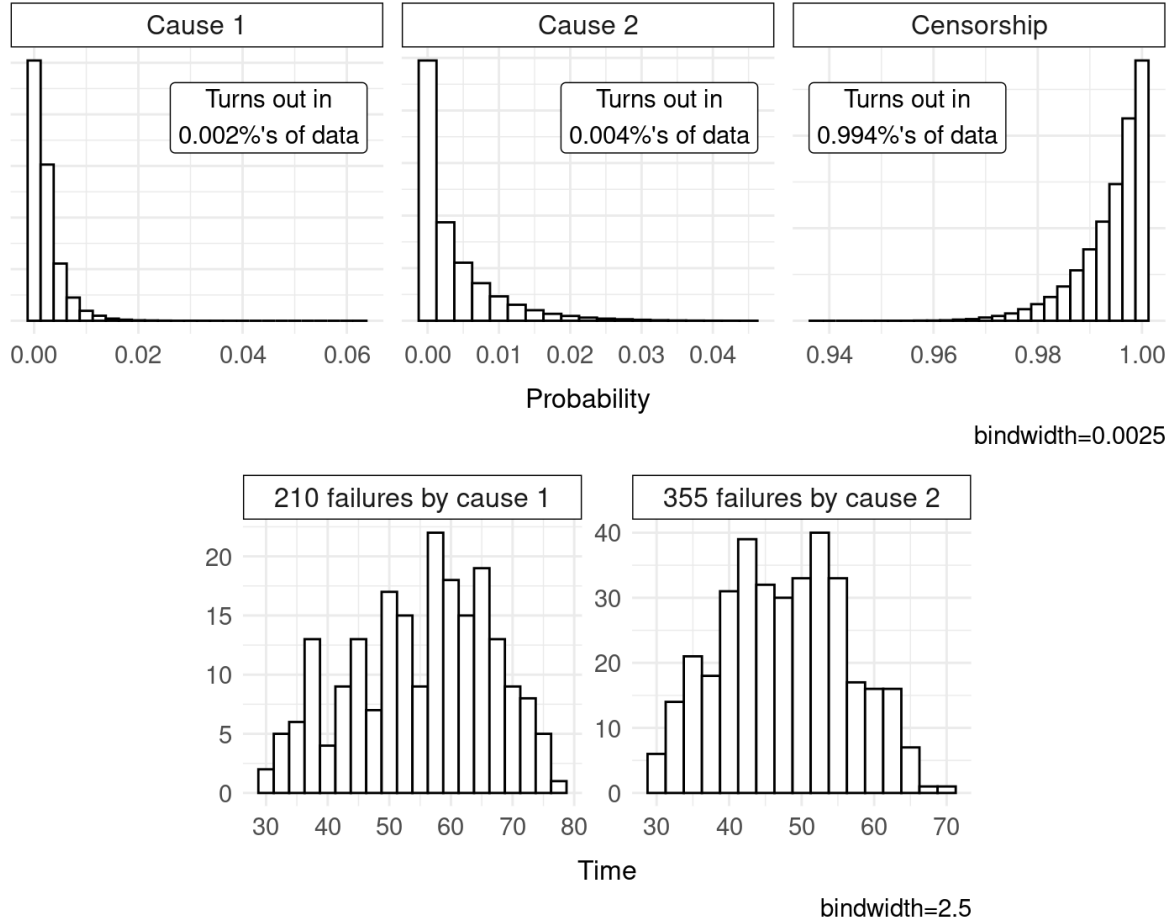 Cause 1
Cause 2
Censorship
Turns out in
0.002%'s of data
Turns out in
0.004%'s of data
Turns out in
0.994%'s of data
0.00 0.02 0.04 0.06
0.00 0.01 0.02 0.03 0.04
0.94 0.96 0.98 1.00
Probability
bindwidth=0.0025
210 failures by cause 1
355 failures by cause 2
20
15
10
5
0
30 40 50 60 70 80
40
30
20
10
0
30 40 50 60 70
Time
bindwidth=2.5